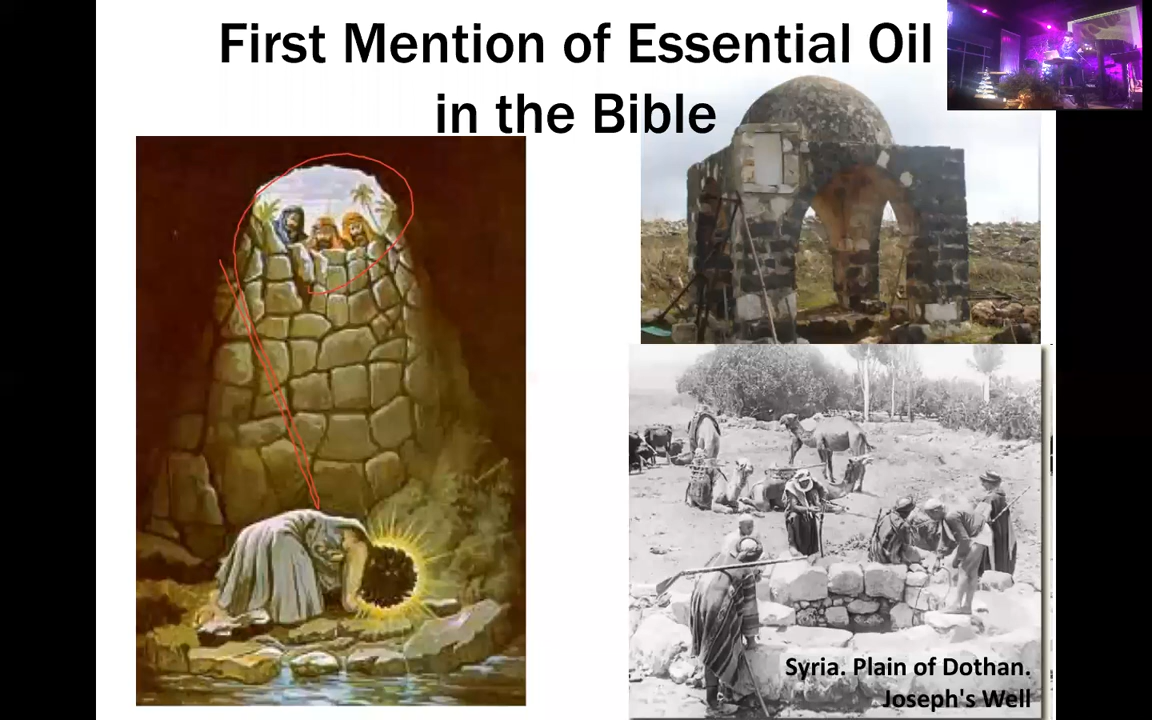 First Mention of Essential Oil
in the Bible
Syria. Plain of Dothan.
Joseph's Well